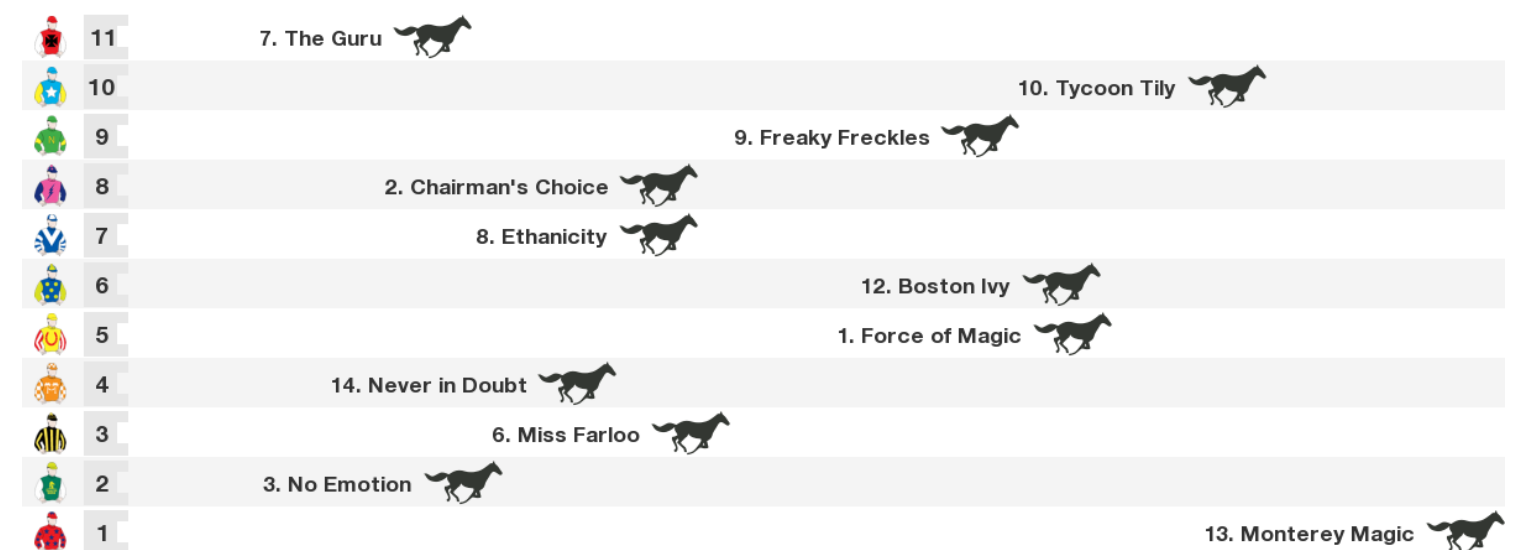 11 7. The Guru
10 10. Tycoon Tily
9 9. Freaky Freckles
8 2. Chairman's Choice
7 8. Ethanicity
6 12. Boston Ivy
5 1. Force of Magic
4 14. Never in Doubt
3 6. Miss Farloo
2 3. No Emotion
1 13. Monterey Magic